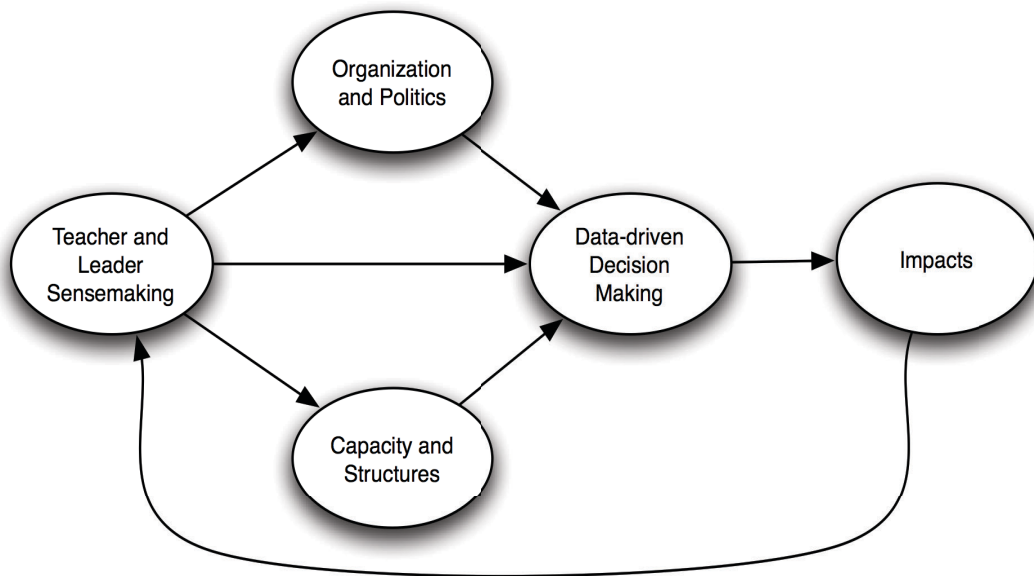 Organization
and Politics
Teacher and
Leader
Sensemaking
Data-driven
Decision
Making
Impacts
Capacity and
Structures